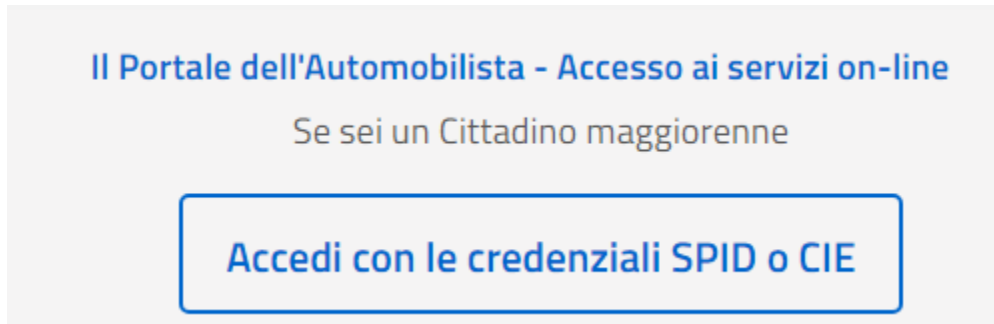 Il Portale dell'Automobilista - Accesso ai servizi on-line
Se sei un Cittadino maggiorenne
Accedi con le credenziali SPID o CIE